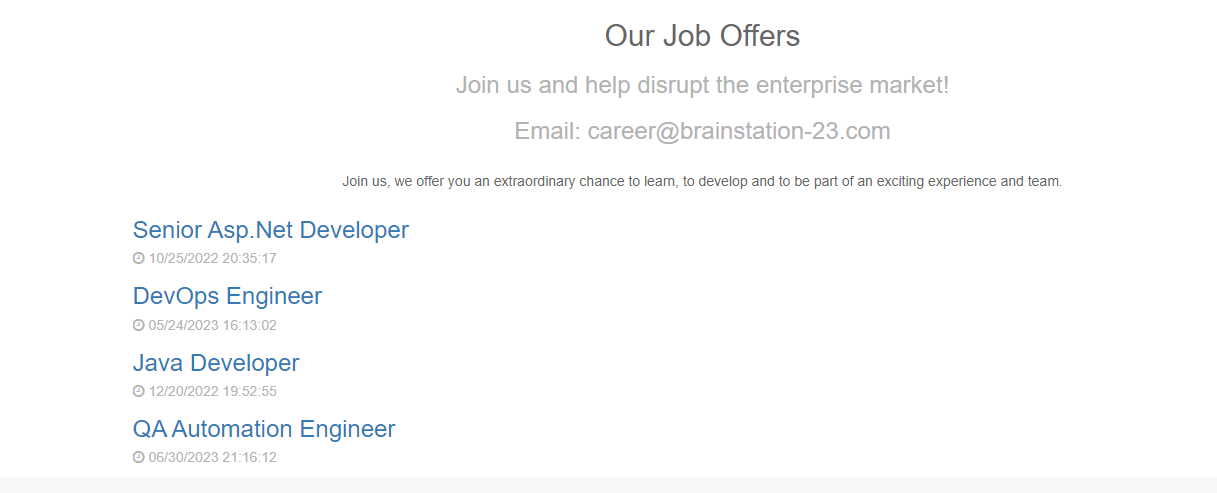 Our Job Offers
Join us and help disrupt the enterprise market!
Email: career@brainstation-23.com
Join us, we offer you an extraordinary chance to learn, to develop and to be part of an exciting experience and team.
Senior Asp.Net Developer
10/25/2022 20:35:17
DevOps Engineer
05/24/2023 16:13:02
Java Developer
12/20/2022 19:52:55
QA Automation Engineer
06/30/2023 21:16:12